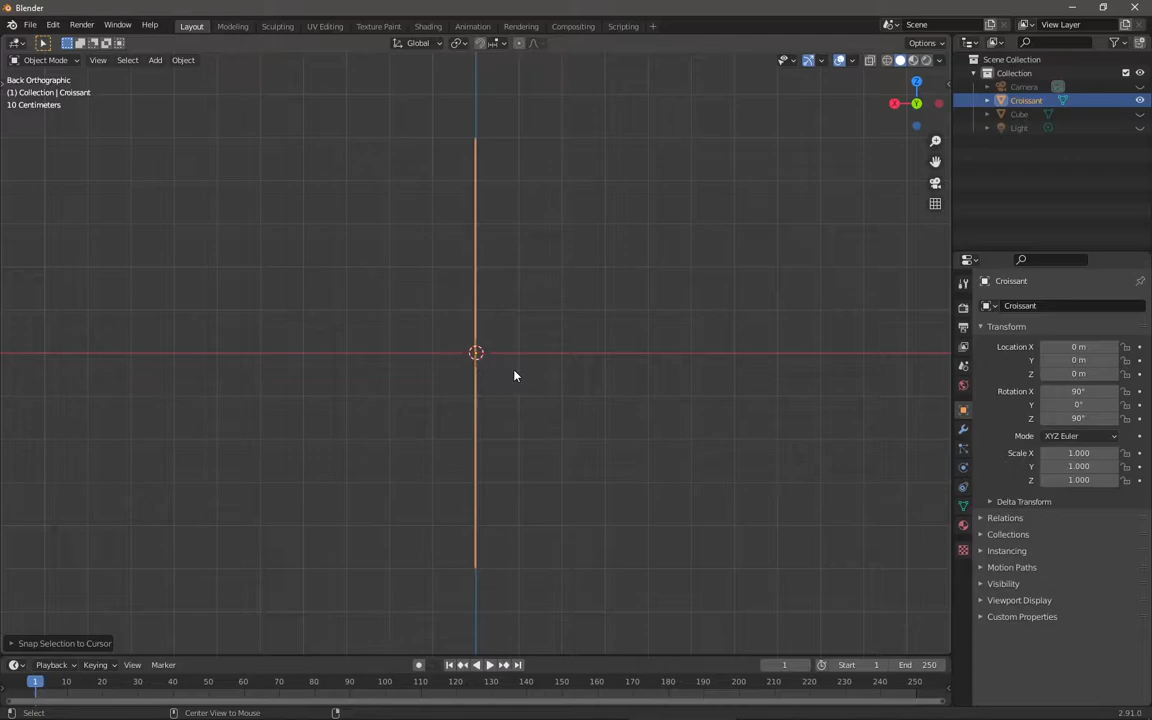 Blender
File Edit Render Window Help Layout Modeling Sculpting UV Editing Texture Paint Shading Animation Rendering Compositing Scripting + Scene View Layer
Global Options
Object Mode View Select Add Object
Back Orthographic
(1) Collection | Croissant
10 Centimeters
Z
X Y
Scene Collection
Collection
Camera
Croissant
Cube
Light
Croissant
Croissant
Transform
Location X 0 m
Y 0 m
Z 0 m
Rotation X 90°
Y 0°
Z 90°
Mode XYZ Euler
Scale X 1.000
Y 1.000
Z 1.000
Delta Transform
Relations
Collections
Instancing
Motion Paths
Visibility
Viewport Display
Custom Properties
Snap Selection to Cursor
Playback Keying View Marker 1 Start 1 End 250
1 10 20 30 40 50 60 70 80 90 100 110 120 130 140 150 160 170 180 190 200 210 220 230 240 250
Select Center View to Mouse 2.91.0